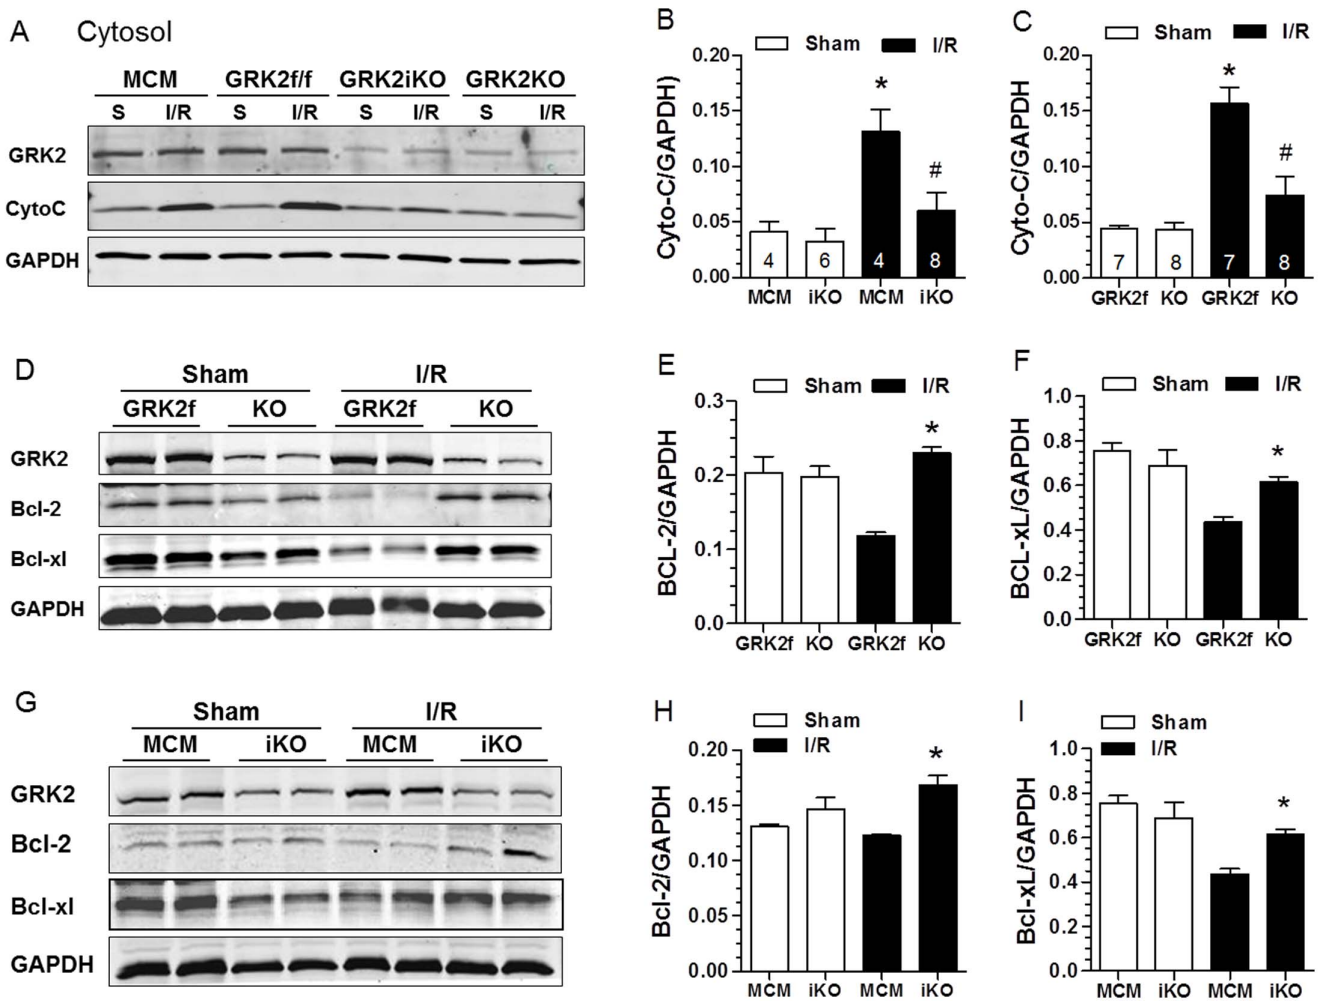 A Cytosol
MCM GRK2f/f GRK2iKO GRK2KO
S I/R S I/R S I/R S I/R
GRK2
CytoC
GAPDH
B
Sham I/R
Cyto-C/GAPDH)
0.20
0.15
0.10
0.05
0.00
*
#
4 6 4 8
MCM iKO MCM iKO
C
Sham I/R
Cyto-C/GAPDH
0.20
0.15
0.10
0.05
0.00
*
#
7 8 7 8
GRK2f KO GRK2f KO
D
Sham I/R
GRK2f KO GRK2f KO
GRK2
Bcl-2
Bcl-xl
GAPDH
E
Sham I/R
BCL-2/GAPDH
0.3
0.2
0.1
0.0
*
GRK2f KO GRK2f KO
F
Sham I/R
BCL-xL/GAPDH
1.0
0.8
0.6
0.4
0.2
0.0
*
GRK2f KO GRK2f KO
G
Sham I/R
MCM iKO MCM iKO
GRK2
Bcl-2
Bcl-xl
GAPDH
H
Sham
I/R
Bcl-2/GAPDH
0.20
0.15
0.10
0.05
0.00
*
MCM iKO MCM iKO
I
Sham
I/R
Bcl-xL/GAPDH
1.0
0.8
0.6
0.4
0.2
0.0
*
MCM iKO MCM iKO